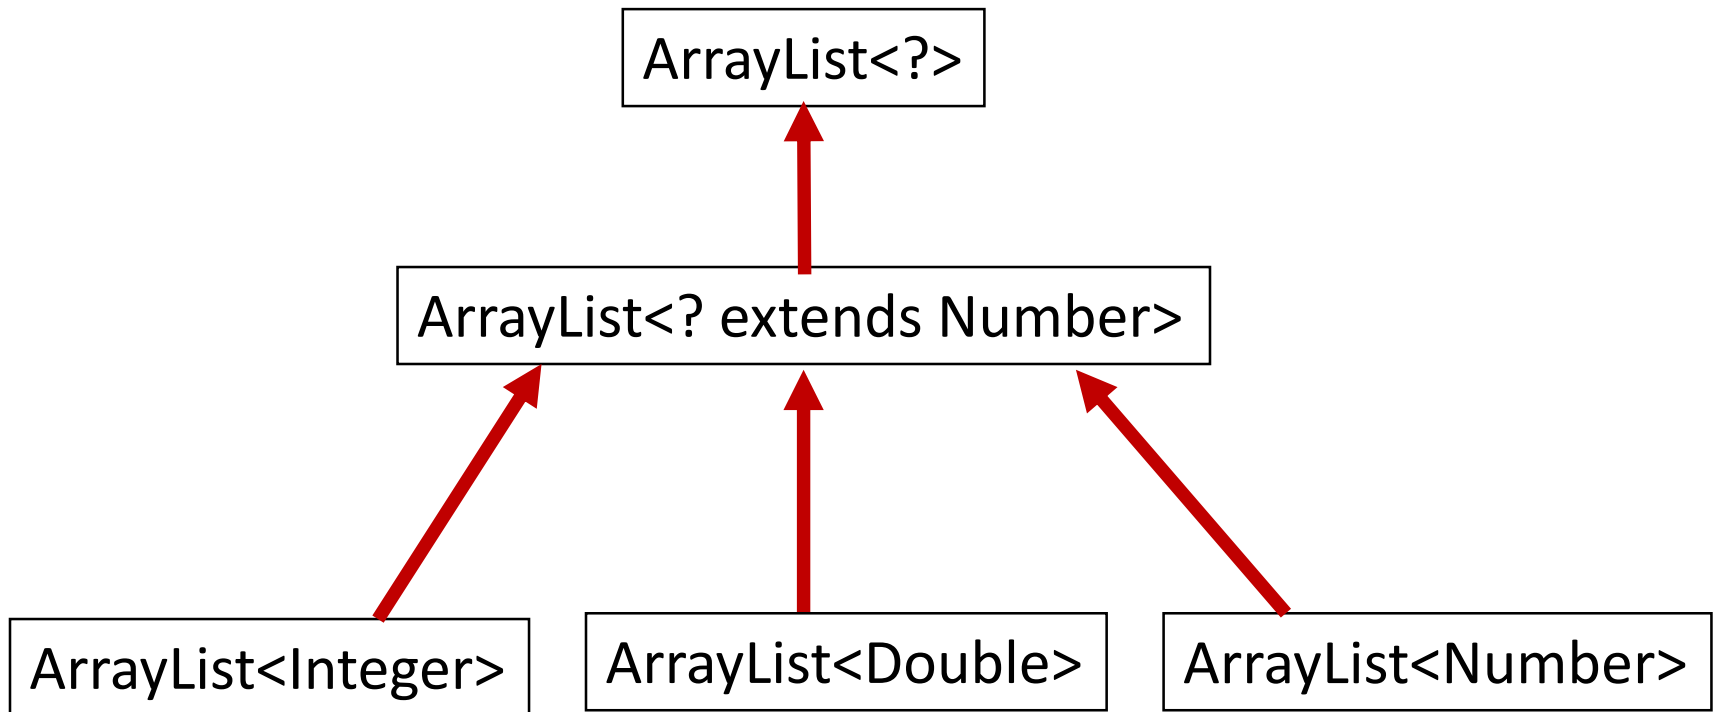 ArrayList<?>
ArrayList<? extends Number>
ArrayList<Integer>
ArrayList<Double>
ArrayList<Number>